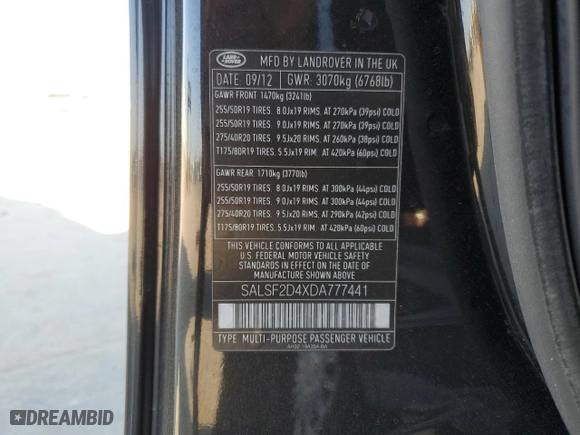 LAND-ROVER
MFD BY LANDROVER IN THE UK
DATE: 09/12 GWR: 3070kg (6768lb)
GAWR FRONT 1470kg (3241lb)
255/50R19 TIRES. 8.0Jx19 RIMS. AT 270kPa (39psi) COLD
255/50R19 TIRES. 9.0Jx19 RIMS. AT 270kPa (39psi) COLD
275/40R20 TIRES. 9.5Jx20 RIMS. AT 260kPa (38psi) COLD
T175/80R19 TIRES. 5.5Jx19 RIM. AT 420kPa (60psi) COLD
GAWR REAR 1710kg (3770lb)
255/50R19 TIRES. 8.0Jx19 RIMS. AT 300kPa (44psi) COLD
255/50R19 TIRES. 9.0Jx19 RIMS. AT 300kPa (44psi) COLD
275/40R20 TIRES. 9.5Jx20 RIMS. AT 290kPa (42psi) COLD
T175/80R19 TIRES. 5.5Jx19 RIM. AT 420kPa (60psi) COLD
THIS VEHICLE CONFORMS TO ALL APPLICABLE
U.S FEDERAL MOTOR VEHICLE SAFETY STANDARDS
IN EFFECT ON THE DATE OF
MANUFACTURE SHOWN ABOVE
SALSF2D4XDA777441
TYPE: MULTI-PURPOSE PASSENGER VEHICLE
DREAMBID